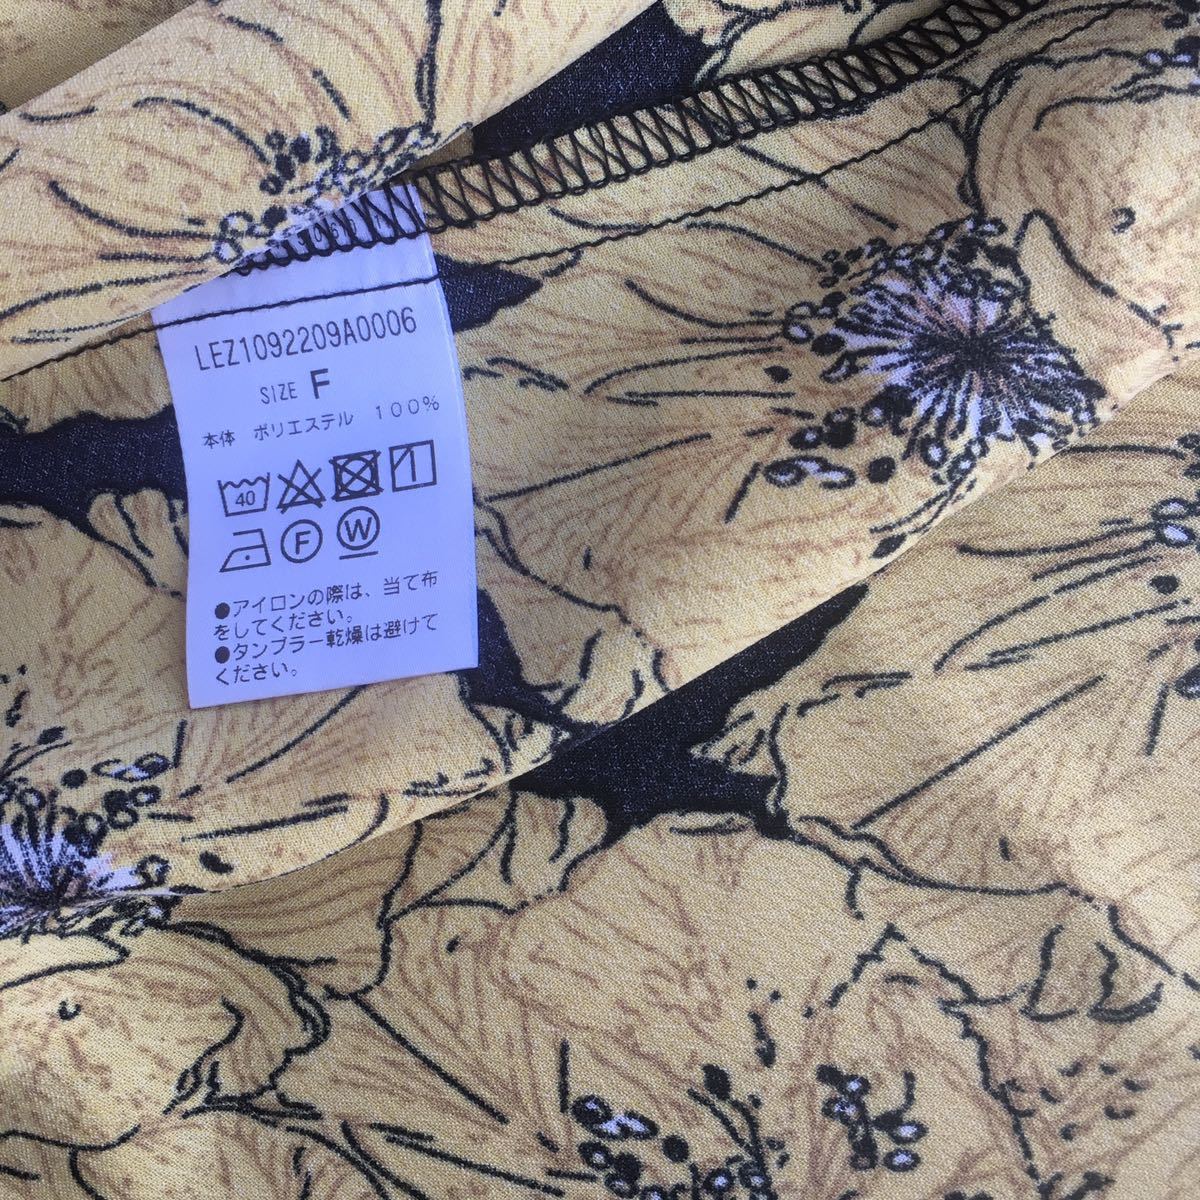 LEZ1092209A0006
SIZE F
本体 ポリエステル 100%
40
F W
●アイロンの際は、当て布
をしてください。
●タンブラー乾燥は避けて
ください。